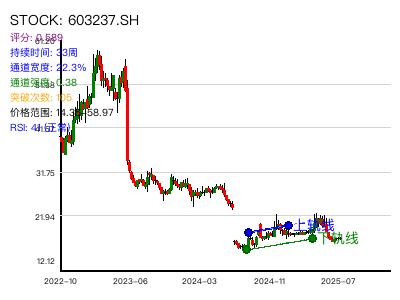 STOCK: 603237.SH
评分: 0.589
持续时间: 33周
通道宽度: 22.3%
通道强度: 0.38
突破次数: 105
价格范围: 14.38-58.97
RSI: 41 (正常)
31.75
21.94
12.12
上轨线
下轨线
2022-10
2023-06
2024-03
2024-11
2025-07